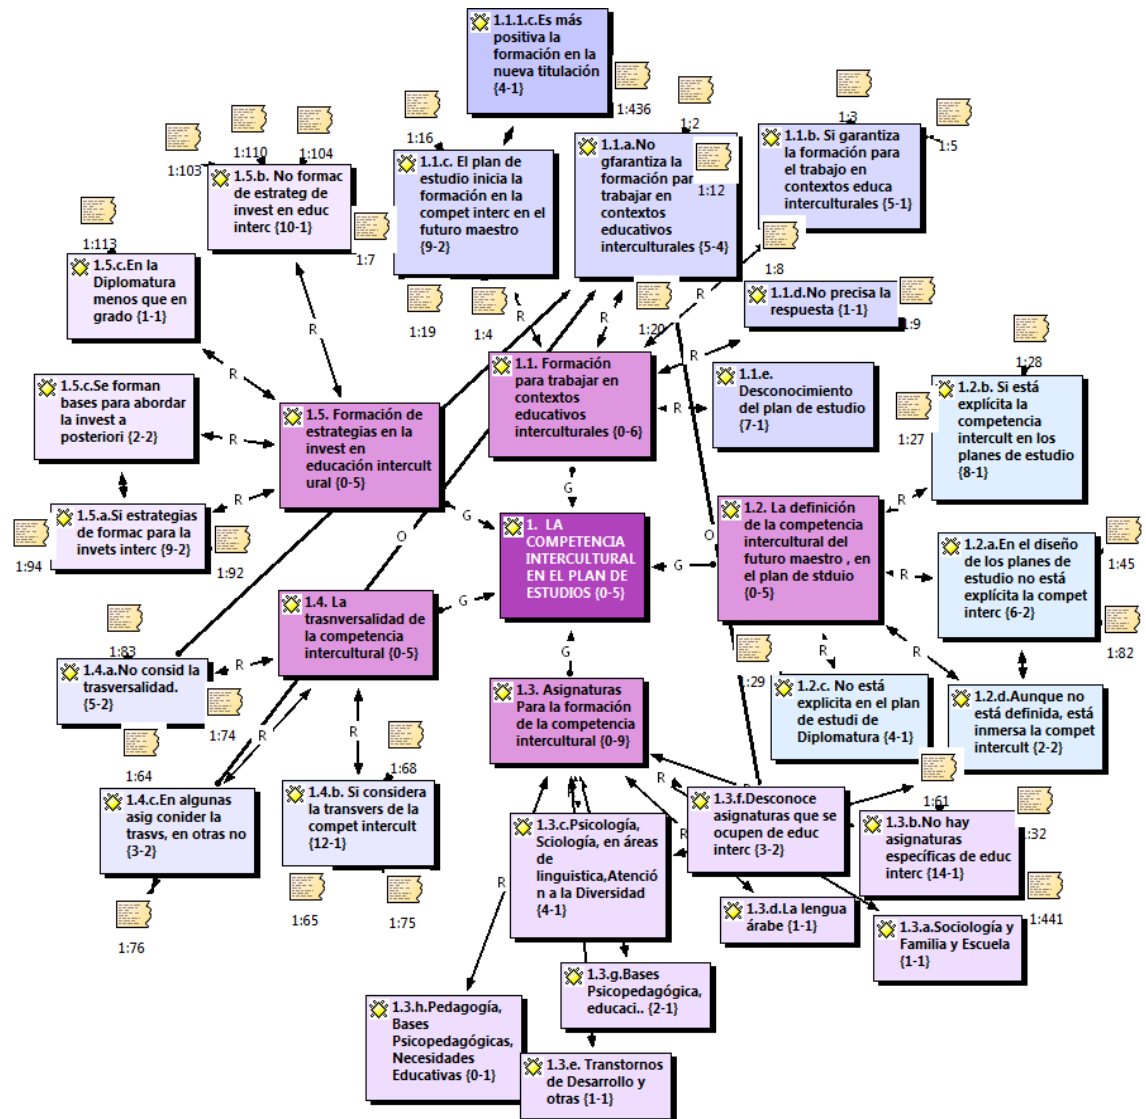 1.1.1.c.Es más
positiva la
formación en la
nueva titulación
{4-1}
1:436
1:16
1:2
1:3
1:5
1:110
1:104
1:103
1.5.b. No formac
de estrateg de
invest en educ
interc {10-1}
1:7
1.1.c. El plan de
estudio inicia la
formación en la
compet interc en el
futuro maestro
{9-2}
1.1.a.No
gfarantiza la
formación par
trabajar en
contextos
educativos
interculturales {5-4}
1:12
1.1.b. Si garantiza
la formación para
el trabajo en
contextos educa
interculturales {5-1}
1:8
1:113
1.5.c.En la
Diplomatura
menos que en
grado {1-1}
1:19
1:4
1:20
R
1.1.d.No precisa la
respuesta {1-1}
1:9
R
R
R
R
R
R
1.5.c.Se forman
bases para abordar
la invest a
posteriori {2-2}
R
1.5. Formación de
estrategias en la
invest en
educación intercult
ural {0-5}
1.1. Formación
para trabajar en
contextos
educativos
interculturales {0-6}
R
1.1.e.
Desconocimiento
del plan de estudio
{7-1}
1:28
1:27
1.2.b. Si está
explícita la
competencia
intercult en los
planes de estudio
{8-1}
R
1.5.a.Si estrategias
de formac para la
invets interc {9-2}
1:94
1:92
R
G
G
O
1. LA
COMPETENCIA
INTERCULTURAL
EN EL PLAN DE
ESTUDIOS {0-5}
G
O
1.2. La definición
de la competencia
intercultural del
futuro maestro , en
el plan de stduio
{0-5}
R
1.2.a.En el diseño
de los planes de
estudio no está
explícita la compet
interc {6-2}
1:45
1:82
1:83
1.4.a.No consid la
trasversalidad.
{5-2}
1:74
R
1.4. La
trasnversalidad de
la competencia
intercultural {0-5}
G
G
1.3. Asignaturas
Para la formación
de la competencia
intercultural {0-9}
1:29
R
R
1.2.c. No está
explicita en el plan
de estudi de
Diplomatura {4-1}
1.2.d.Aunque no
está definida, está
inmersa la compet
intercult {2-2}
1:64
R
R
1:68
1.4.c.En algunas
asig conider la
trasvs, en otras no
{3-2}
1:76
1.4.b. Si considera
la transvers de la
compet intercult
{12-1}
1:65
1:75
R
R
R
R
1.3.c.Psicología,
Sciología, en áreas
de
linguistica,Atenció
n a la Diversidad
{4-1}
1.3.f.Desconoce
asignaturas que se
ocupen de educ
interc {3-2}
1:61
1:32
1.3.b.No hay
asignaturas
específicas de educ
interc {14-1}
1:441
1.3.d.La lengua
árabe {1-1}
1.3.a.Sociología y
Familia y Escuela
{1-1}
1.3.g.Bases
Psicopedagógica,
educaci.. {2-1}
1.3.h.Pedagogía,
Bases
Psicopedagógicas,
Necesidades
Educativas {0-1}
1.3.e. Transtornos
de Desarrollo y
otras {1-1}